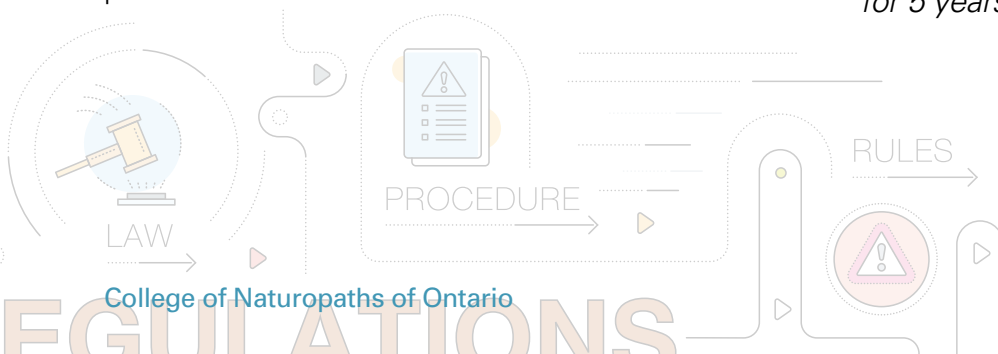 for 5 years
RULES
PROCEDURE
LAW
College of Naturopaths of Ontario
EGULATIONS